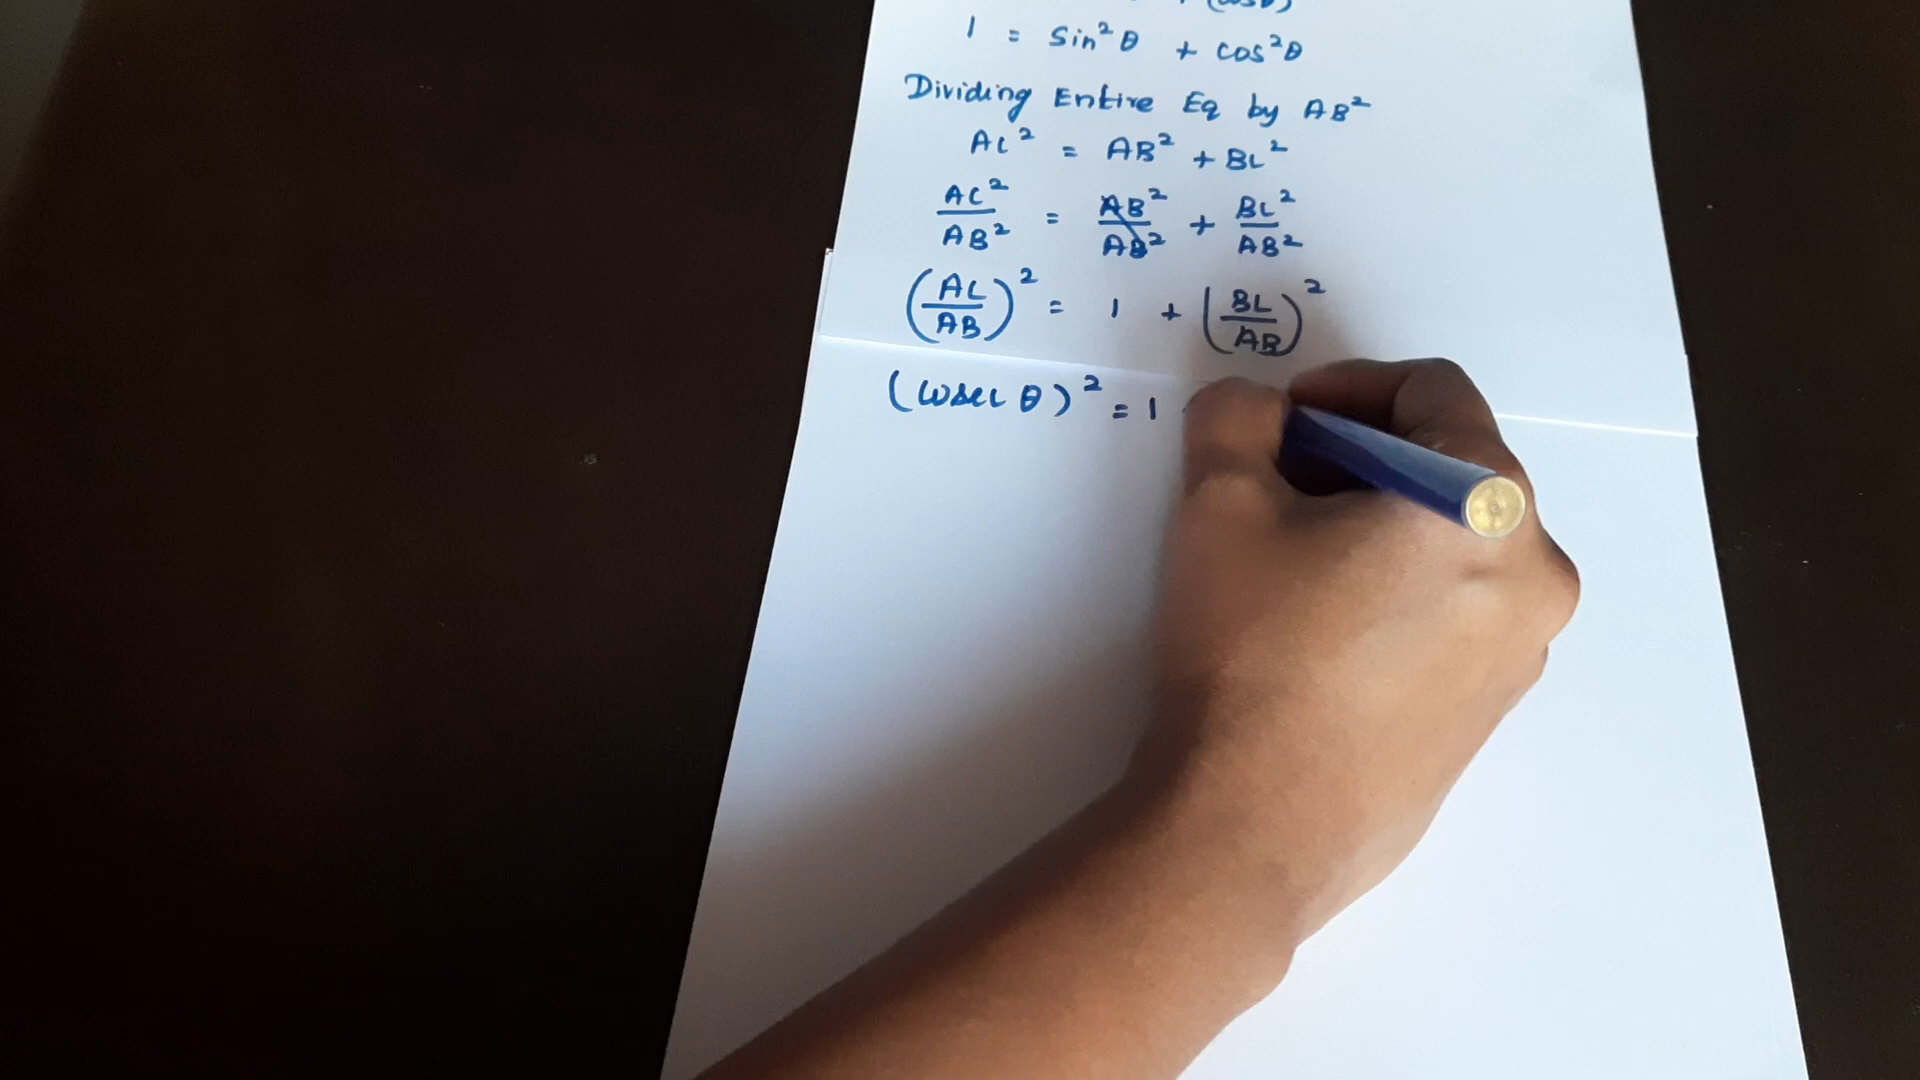 1 = Sin²θ + cos²θ
Dividing Entire Eq by AB²
AC² = AB² + BC²
AC²/AB² = AB²/AB² + BC²/AB²
(AC/AB)² = 1 + (BC/AB)²
(cosec θ)² = 1